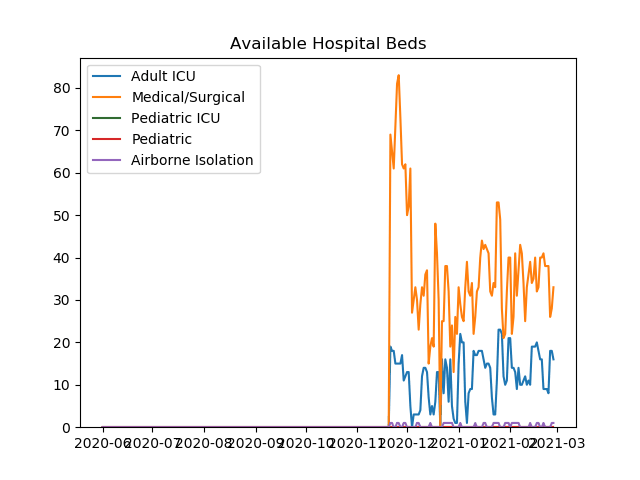 Available Hospital Beds
Adult ICU
Medical/Surgical
Pediatric ICU
Pediatric
Airborne Isolation
80
70
60
50
40
30
20
10
0
2020-06 2020-07 2020-08 2020-09 2020-10 2020-11 2020-12 2021-01 2021-02 2021-03